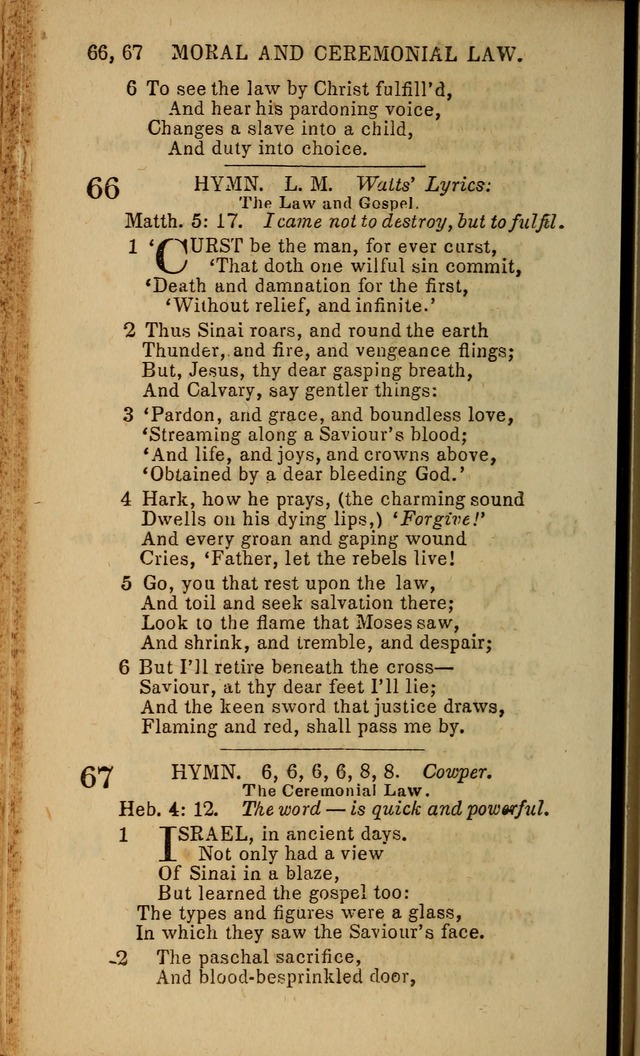 66, 67 MORAL AND CEREMONIAL LAW.
6 To see the law by Christ fulfill'd,
And hear his pardoning voice,
Changes a slave into a child,
And duty into choice.
66 HYMN. L. M. Watts' Lyrics:
The Law and Gospel.
Matth. 5: 17. I came not to destroy, but to fulfil.
1 ‘CURST be the man, for ever curst,
‘That doth one wilful sin commit,
‘Death and damnation for the first,
‘Without relief, and infinite.’
2 Thus Sinai roars, and round the earth
Thunder, and fire, and vengeance flings;
But, Jesus, thy dear gasping breath,
And Calvary, say gentler things:
3 ‘Pardon, and grace, and boundless love,
‘Streaming along a Saviour's blood;
‘And life, and joys, and crowns above,
‘Obtained by a dear bleeding God.’
4 Hark, how he prays, (the charming sound
Dwells on his dying lips,) ‘Forgive!’
And every groan and gaping wound
Cries, ‘Father, let the rebels live!
5 Go, you that rest upon the law,
And toil and seek salvation there;
Look to the flame that Moses saw,
And shrink, and tremble, and despair;
6 But I'll retire beneath the cross—
Saviour, at thy dear feet I'll lie;
And the keen sword that justice draws,
Flaming and red, shall pass me by.
67 HYMN. 6, 6, 6, 6, 8, 8. Cowper.
The Ceremonial Law.
Heb. 4: 12. The word — is quick and powerful.
1 ISRAEL, in ancient days.
Not only had a view
Of Sinai in a blaze,
But learned the gospel too:
The types and figures were a glass,
In which they saw the Saviour's face.
2 The paschal sacrifice,
And blood-besprinkled door,